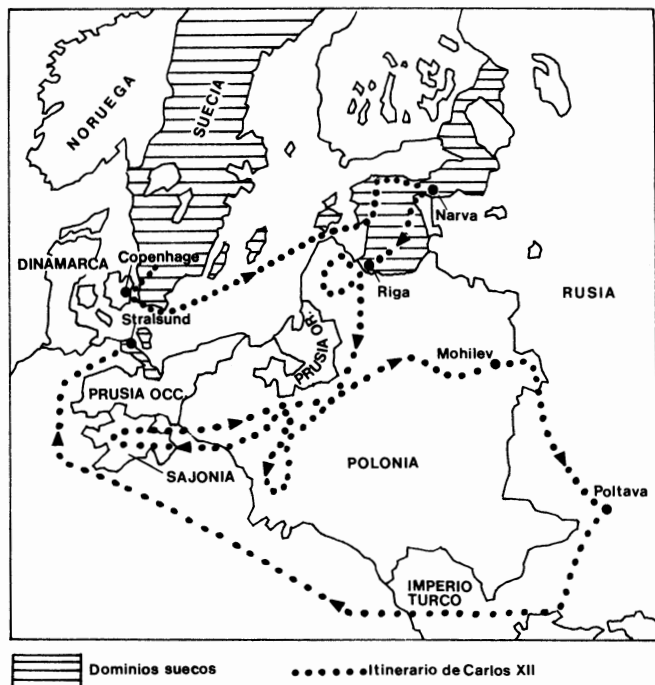 NORUEGA
SUECIA
DINAMARCA
Copenhage
Stralsund
Narva
Riga
RUSIA
PRUSIA OR.
Mohilev
PRUSIA OCC.
SAJONIA
POLONIA
Poltava
IMPERIO
TURCO
Dominios suecos
Itinerario de Carlos XII